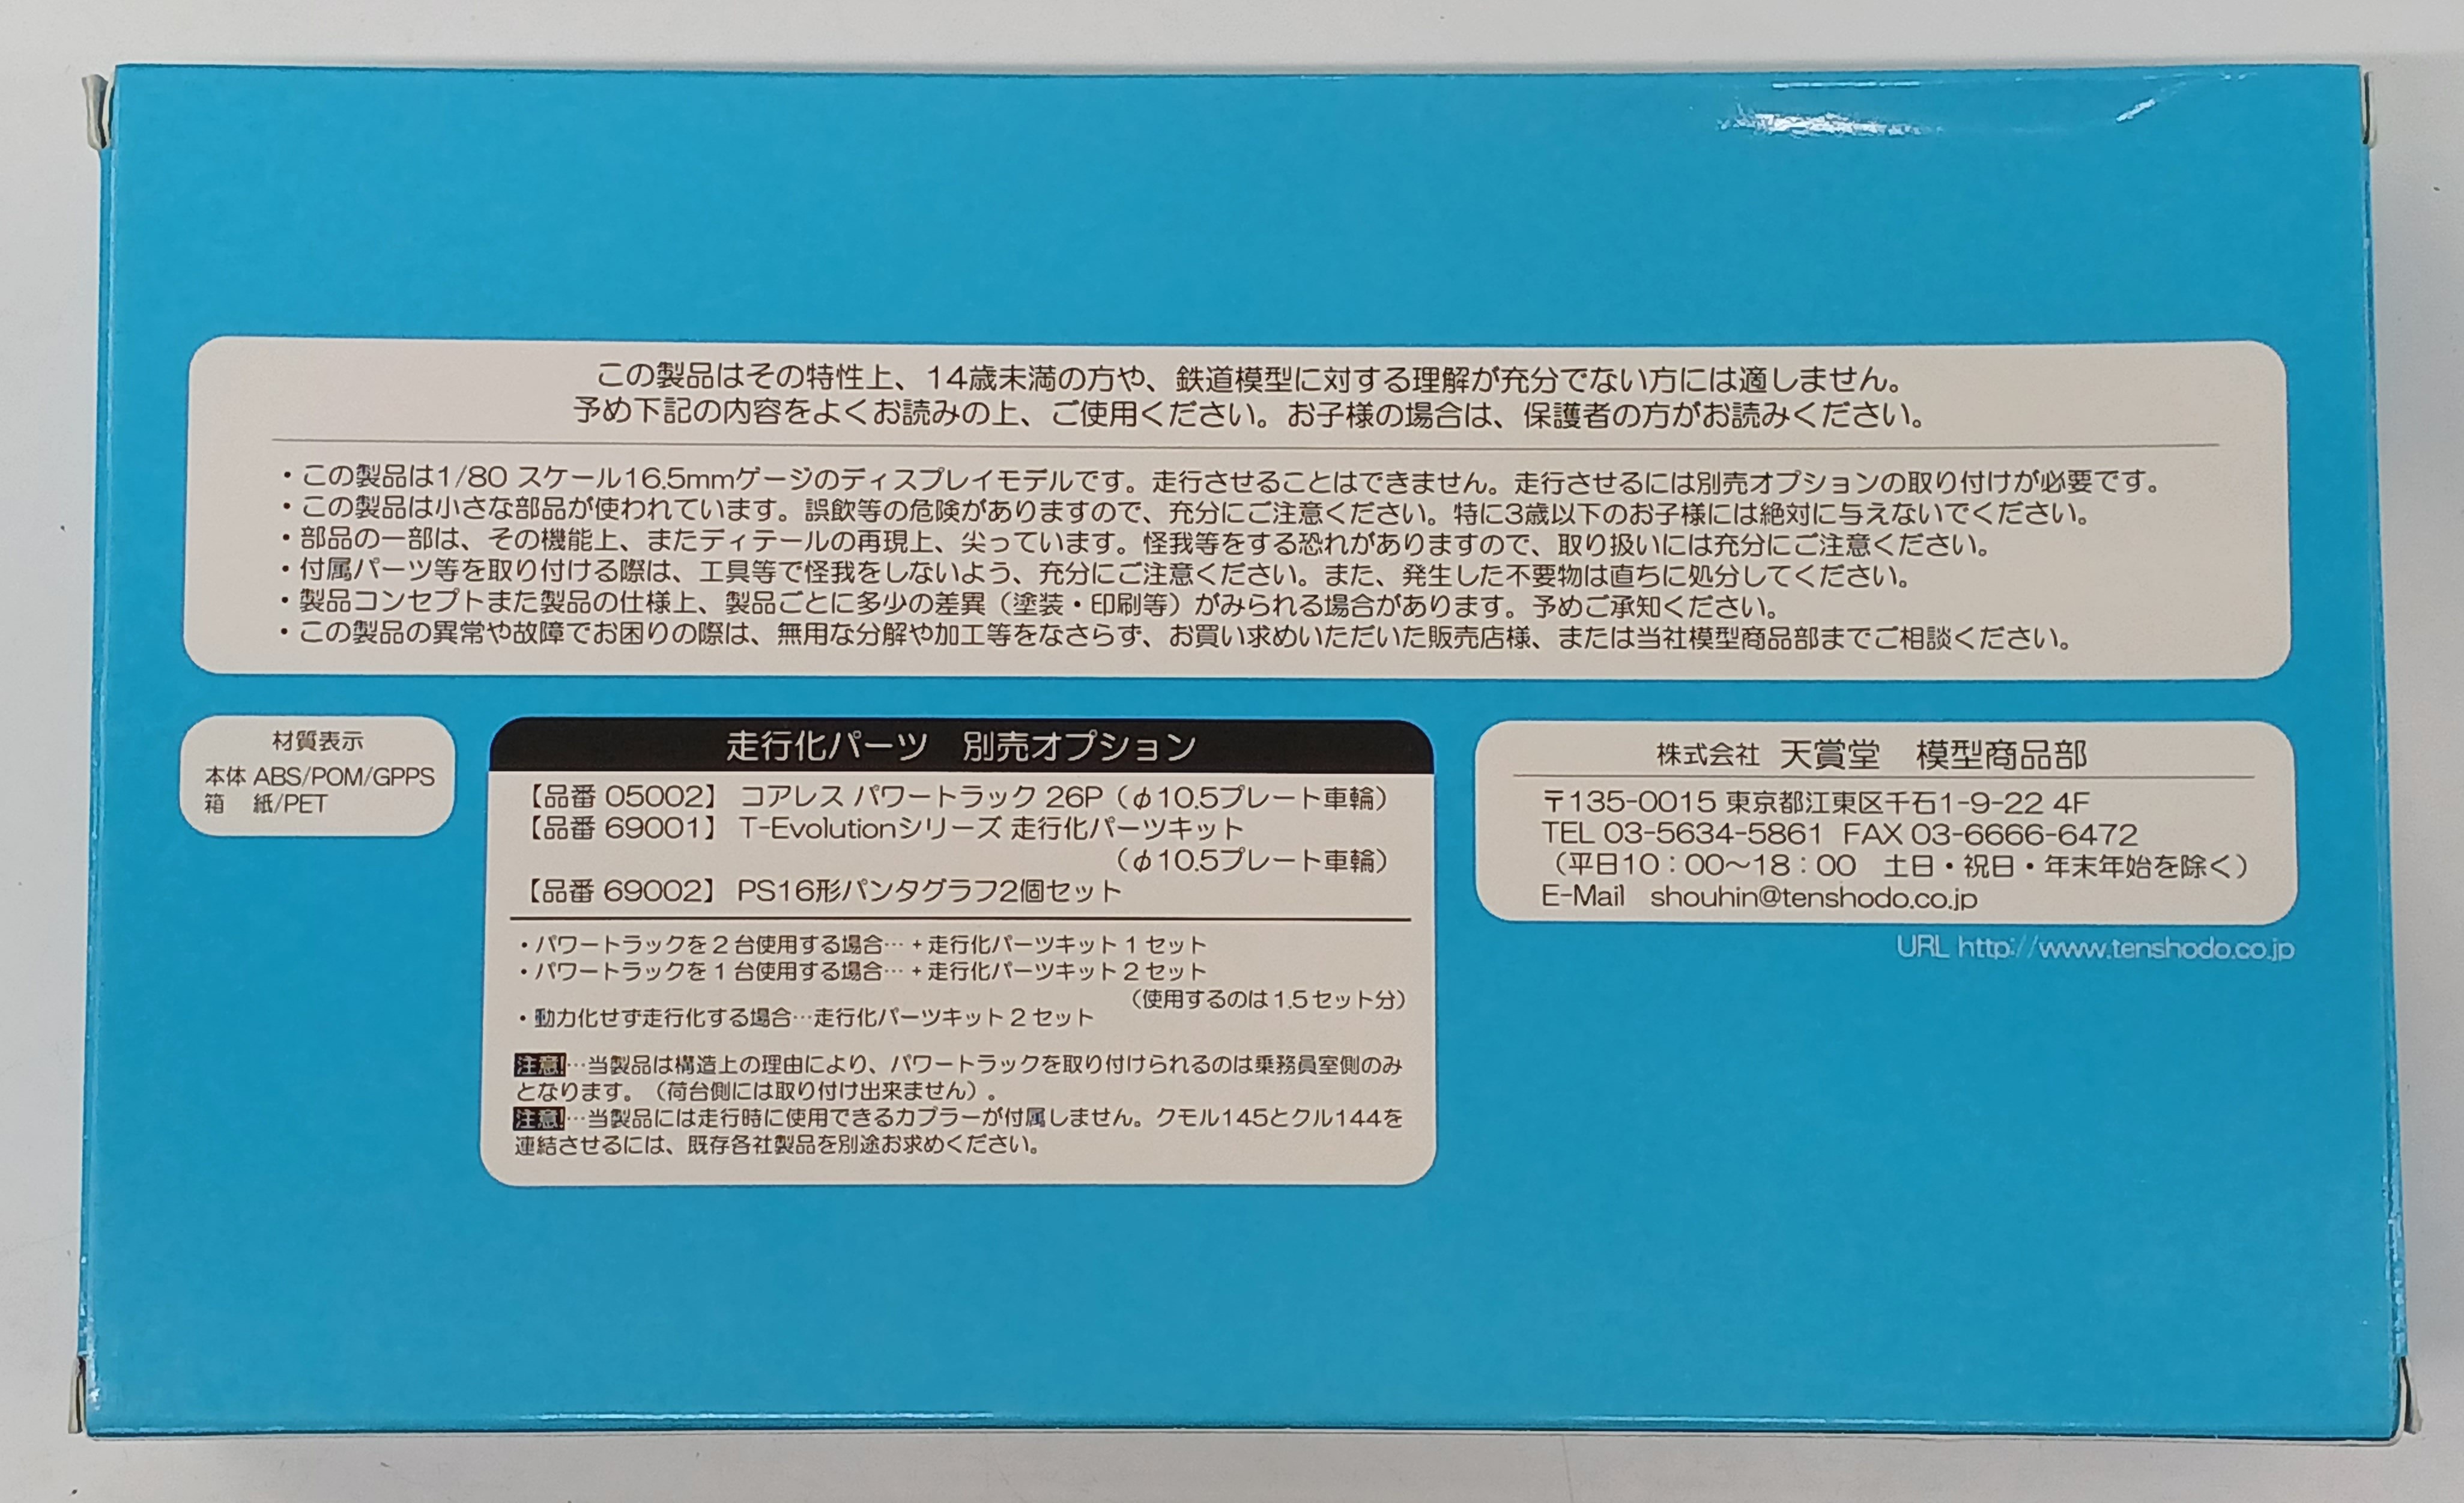 この製品はその特性上、14歳未満の方や、鉄道模型に対する理解が充分でない方には適しません。
予め下記の内容をよくお読みの上、ご使用ください。お子様の場合は、保護者の方がお読みください。
・この製品は1/80 スケール16.5mmゲージのディスプレイモデルです。走行させることはできません。走行させるには別売オプションの取り付けが必要です。
・この製品は小さな部品が使われています。誤飲等の危険がありますので、充分にご注意ください。特に3歳以下のお子様には絶対に与えないでください。
・部品の一部は、その機能上、またディテールの再現上、尖っています。怪我等をする恐れがありますので、取り扱いには充分にご注意ください。
・付属パーツ等を取り付ける際は、工具等で怪我をしないよう、充分にご注意ください。また、発生した不要物は直ちに処分してください。
・製品コンセプトまた製品の仕様上、製品ごとに多少の差異（塗装・印刷等）がみられる場合があります。予めご承知ください。
・この製品の異常や故障でお困りの際は、無用な分解や加工等をなさらず、お買い求めいただいた販売店様、または当社模型商品部までご相談ください。
材質表示
本体 ABS/POM/GPPS
箱　紙/PET
走行化パーツ　別売オプション
【品番 05002】 コアレス パワートラック 26P（φ10.5プレート車輪）
【品番 69001】 T-Evolutionシリーズ 走行化パーツキット
（φ10.5プレート車輪）
【品番 69002】 PS16形パンタグラフ2個セット
・パワートラックを２台使用する場合…＋走行化パーツキット１セット
・パワートラックを１台使用する場合…＋走行化パーツキット２セット
（使用するのは1.5セット分）
・動力化せず走行化する場合…走行化パーツキット２セット
注意!…当製品は構造上の理由により、パワートラックを取り付けられるのは乗務員室側のみ
となります。（荷台側には取り付け出来ません）。
注意!…当製品には走行時に使用できるカプラーが付属しません。クモル145とクル144を
連結させるには、既存各社製品を別途お求めください。
株式会社 天賞堂　模型商品部
〒135-0015 東京都江東区千石1-9-22 4F
TEL 03-5634-5861 FAX 03-6666-6472
（平日10：00〜18：00　土日・祝日・年末年始を除く）
E-Mail　shouhin@tenshodo.co.jp
URL http://www.tenshodo.co.jp